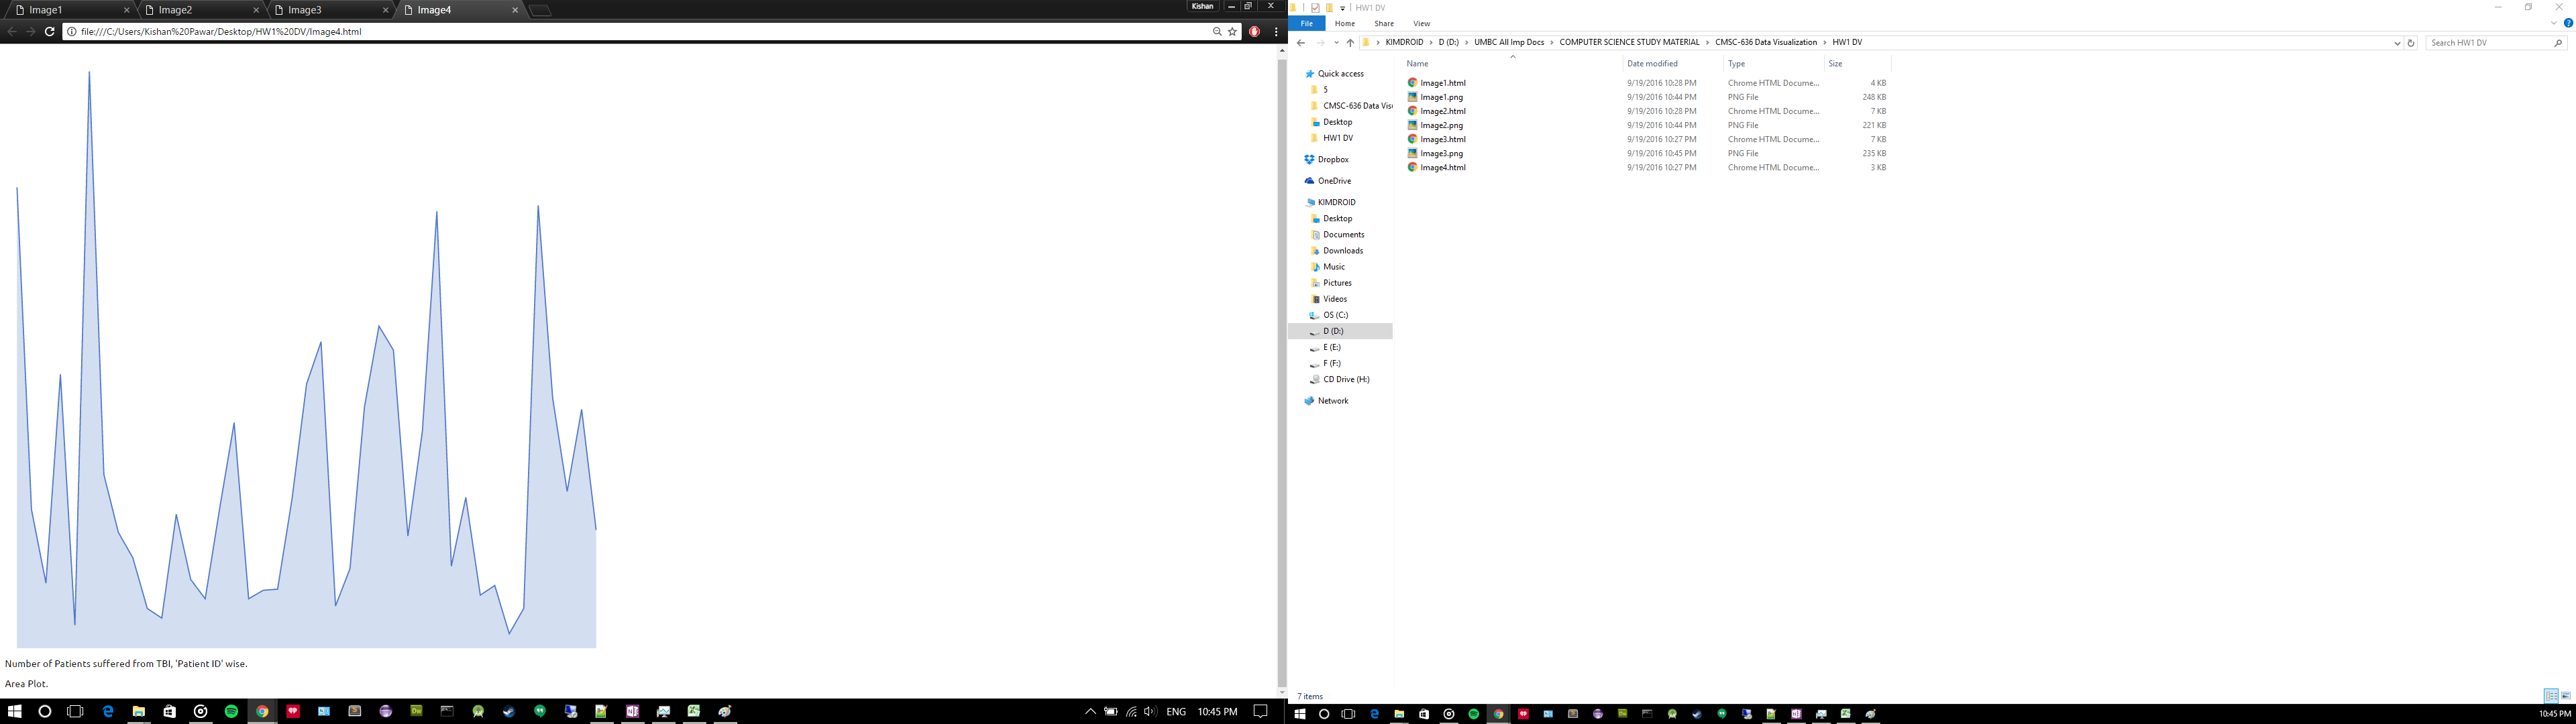 Image1
Image2
Image3
Image4
Kishan
file:///C:/Users/Kishan%20Pawar/Desktop/HW1%20DV/Image4.html
Number of Patients suffered from TBI, 'Patient ID' wise.
Area Plot.
ENG
10:45 PM
HW1 DV
File Home Share View
KIMDROID D (D:) UMBC All Imp Docs COMPUTER SCIENCE STUDY MATERIAL CMSC-636 Data Visualization HW1 DV
Search HW1 DV
Quick access
5
CMSC-636 Data Vis
Desktop
HW1 DV
Dropbox
OneDrive
KIMDROID
Desktop
Documents
Downloads
Music
Pictures
Videos
OS (C:)
D (D:)
E (E:)
F (F:)
CD Drive (H:)
Network
Name Date modified Type Size
Image1.html 9/19/2016 10:28 PM Chrome HTML Docume... 4 KB
Image1.png 9/19/2016 10:44 PM PNG File 248 KB
Image2.html 9/19/2016 10:28 PM Chrome HTML Docume... 7 KB
Image2.png 9/19/2016 10:44 PM PNG File 221 KB
Image3.html 9/19/2016 10:27 PM Chrome HTML Docume... 7 KB
Image3.png 9/19/2016 10:45 PM PNG File 235 KB
Image4.html 9/19/2016 10:27 PM Chrome HTML Docume... 3 KB
7 items
10:45 PM